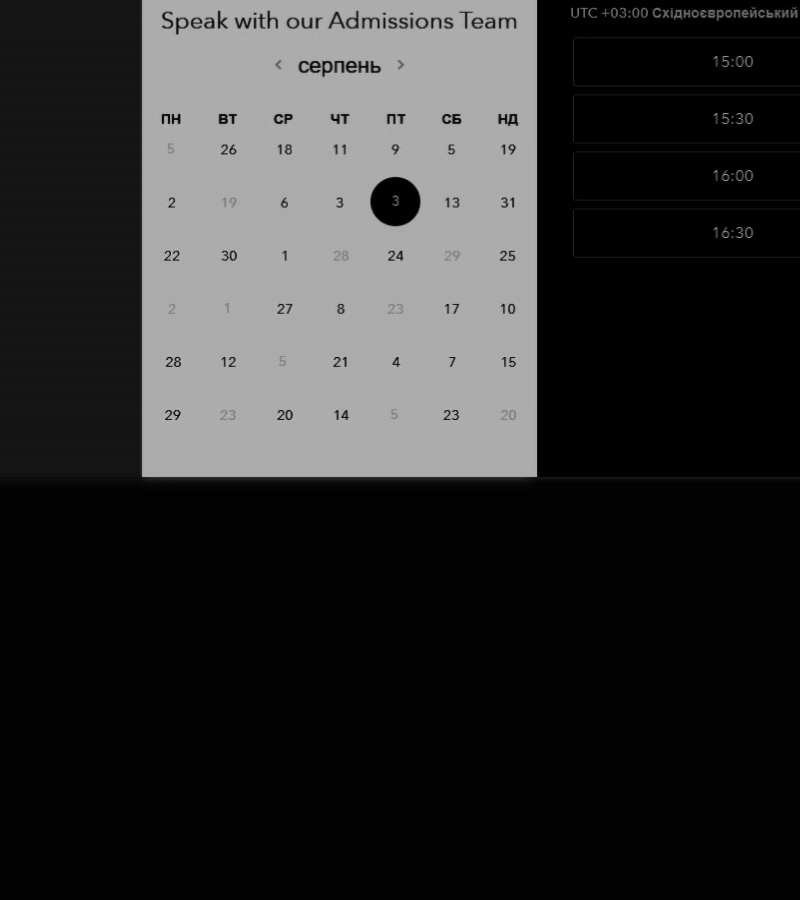 Speak with our Admissions Team
UTC +03:00 Східноєвропейський
‹ серпень ›
ПН ВТ СР ЧТ ПТ СБ НД
5 26 18 11 9 5 19
2 19 6 3 3 13 31
22 30 1 28 24 29 25
2 1 27 8 23 17 10
28 12 5 21 4 7 15
29 23 20 14 5 23 20
15:00
15:30
16:00
16:30